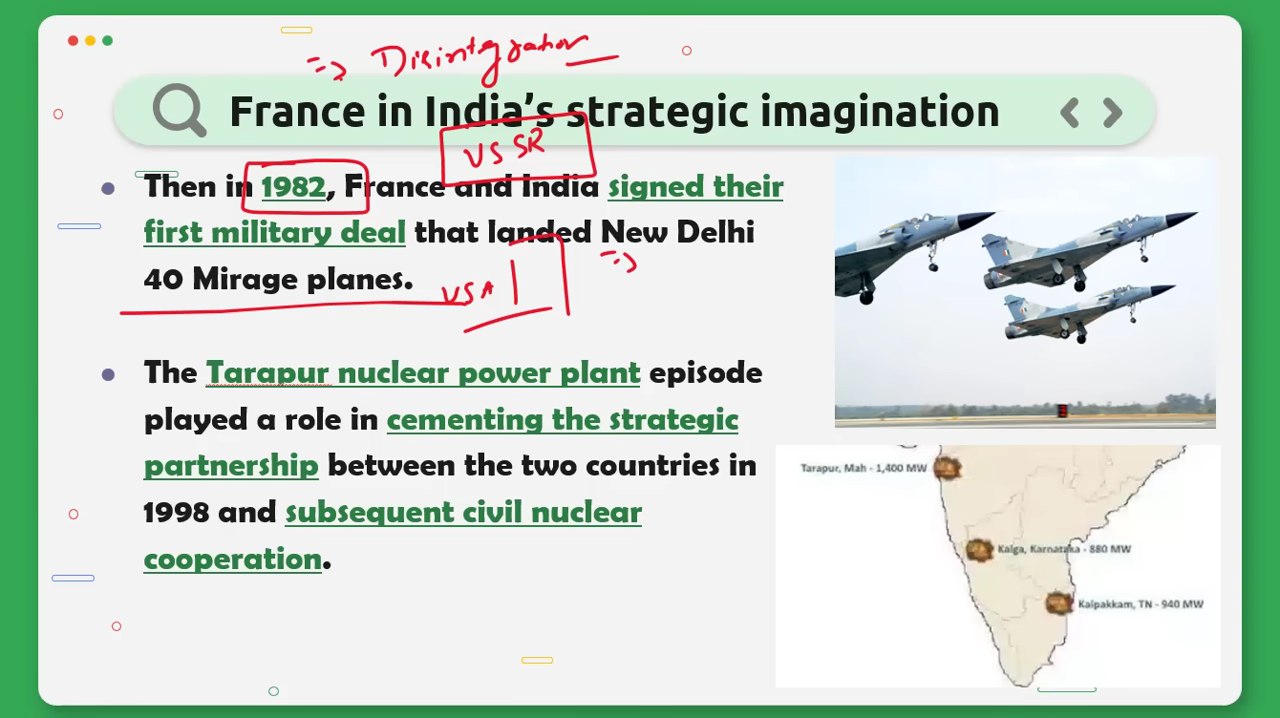 => Disintegration
France in India's strategic imagination
USSR
Then in 1982, France and India signed their
first military deal that landed New Delhi
=>
40 Mirage planes.
USA
The Tarapur nuclear power plant episode
played a role in cementing the strategic
partnership between the two countries in
1998 and subsequent civil nuclear
cooperation.
Tarapur, Mah - 1,400 MW
Kaiga, Karnataka - 880 MW
Kalpakkam, TN - 940 MW